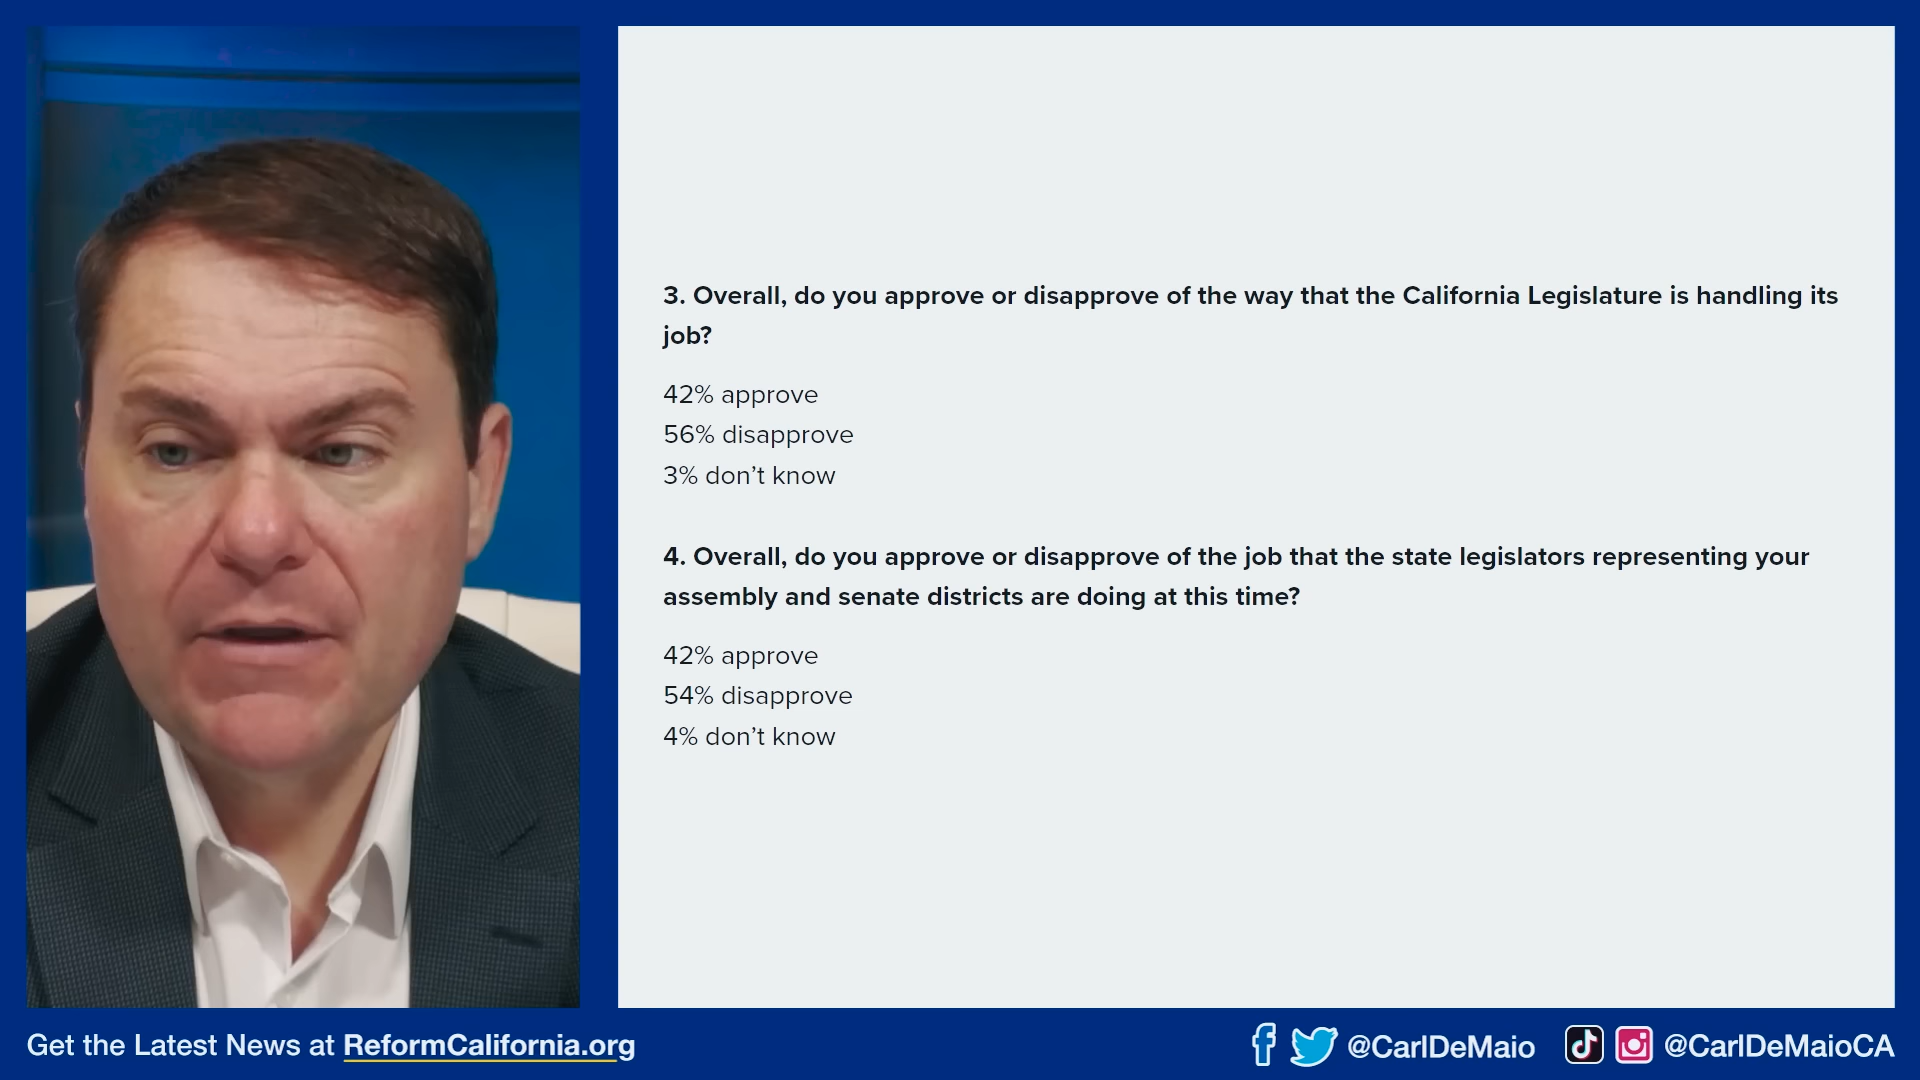 3. Overall, do you approve or disapprove of the way that the California Legislature is handling its
job?
42% approve
56% disapprove
3% don’t know
4. Overall, do you approve or disapprove of the job that the state legislators representing your
assembly and senate districts are doing at this time?
42% approve
54% disapprove
4% don’t know
Get the Latest News at ReformCalifornia.org
@CarlDeMaio
@CarlDeMaioCA